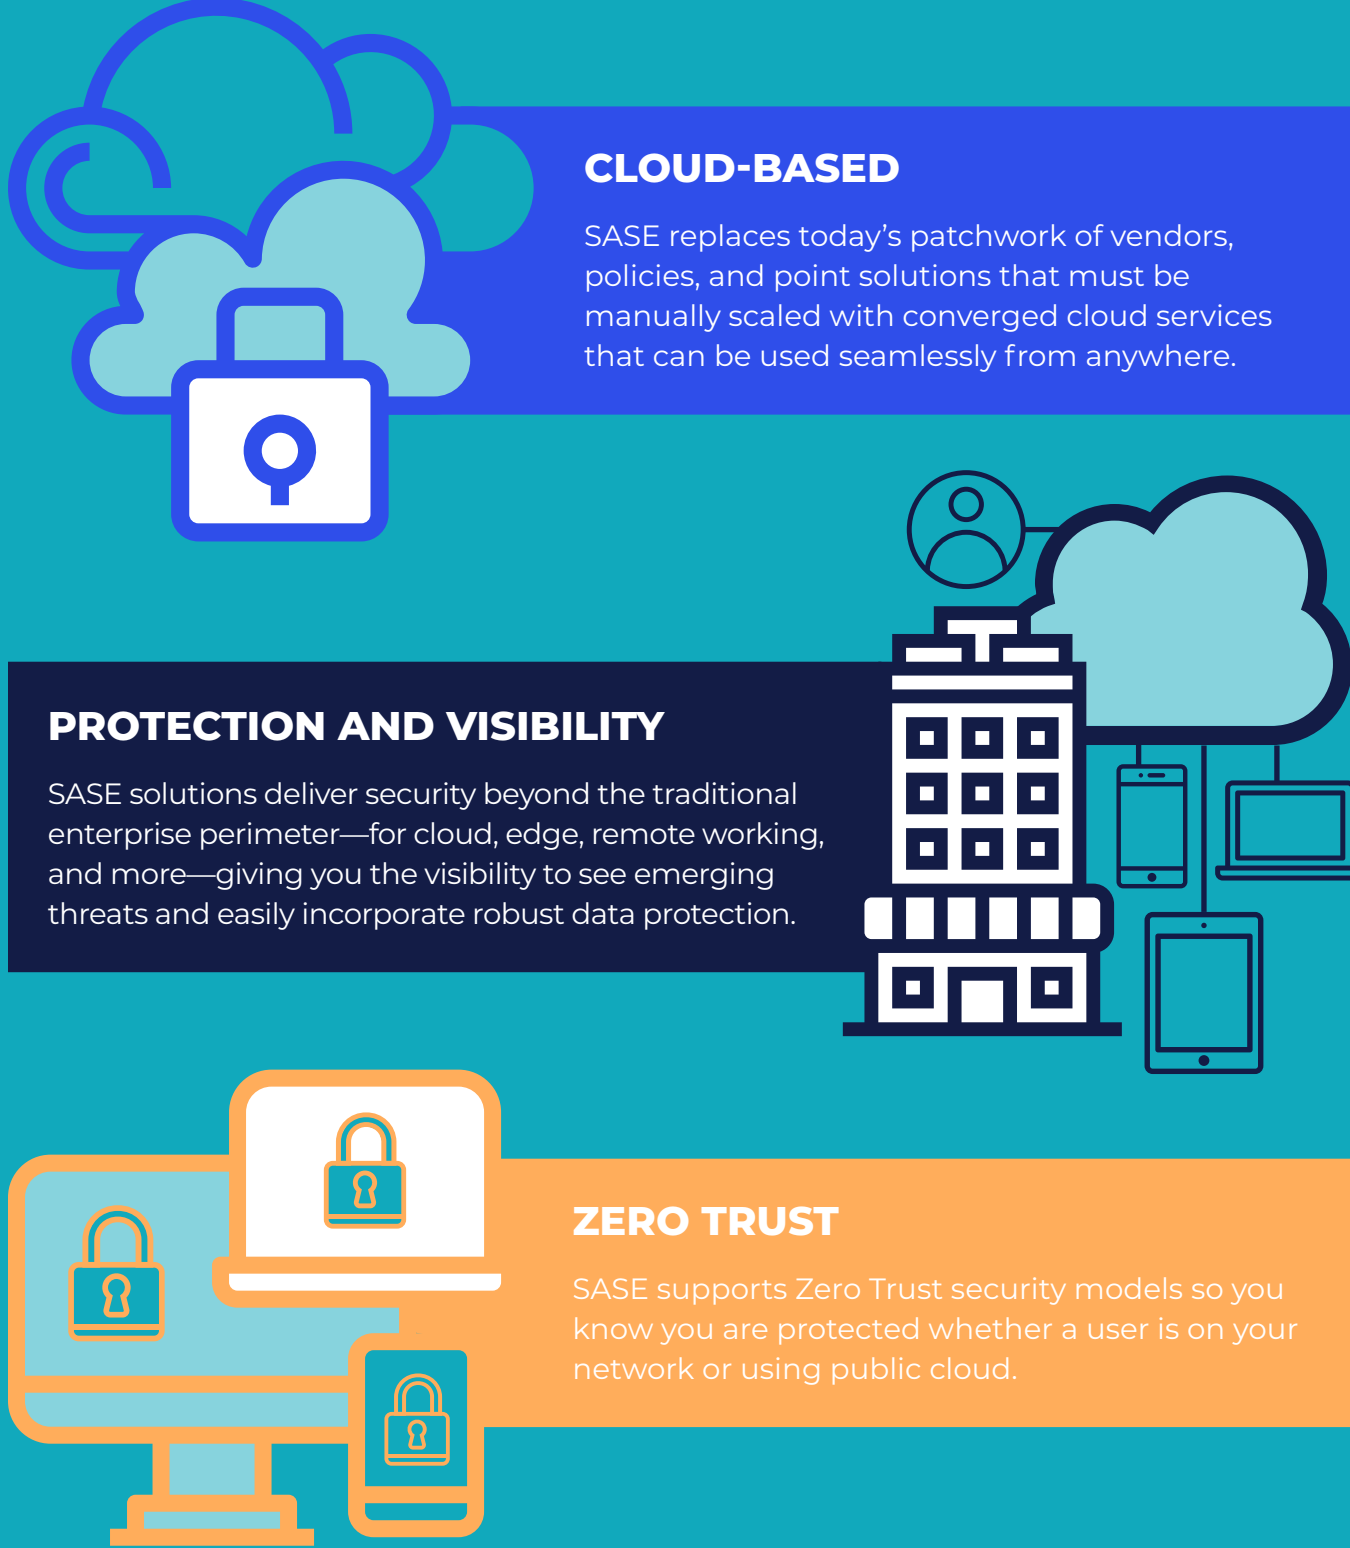 CLOUD-BASED
SASE replaces today’s patchwork of vendors,
policies, and point solutions that must be
manually scaled with converged cloud services
that can be used seamlessly from anywhere.
PROTECTION AND VISIBILITY
SASE solutions deliver security beyond the traditional
enterprise perimeter—for cloud, edge, remote working,
and more—giving you the visibility to see emerging
threats and easily incorporate robust data protection.
ZERO TRUST
SASE supports Zero Trust security models so you
know you are protected whether a user is on your
network or using public cloud.